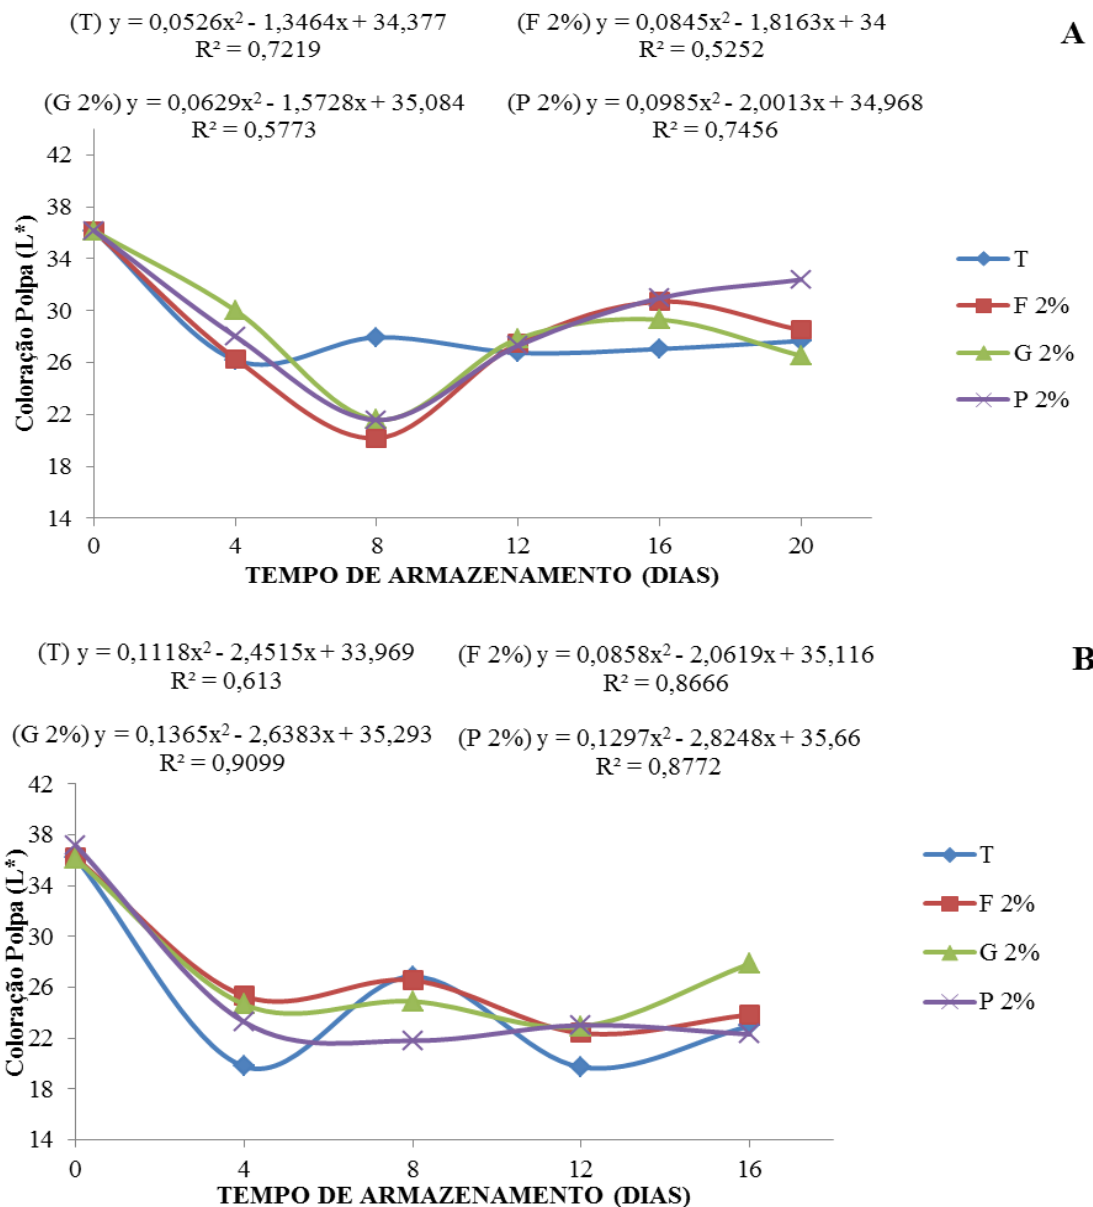 (T) y = 0,0526x² - 1,3464x + 34,377
R² = 0,7219
(F 2%) y = 0,0845x² - 1,8163x + 34
R² = 0,5252
A
(G 2%) y = 0,0629x² - 1,5728x + 35,084
R² = 0,5773
(P 2%) y = 0,0985x² - 2,0013x + 34,968
R² = 0,7456
42
38
34
30
26
22
18
14
Coloração Polpa (L*)
0 4 8 12 16 20
TEMPO DE ARMAZENAMENTO (DIAS)
T
F 2%
G 2%
P 2%
(T) y = 0,1118x² - 2,4515x + 33,969
R² = 0,613
(F 2%) y = 0,0858x² - 2,0619x + 35,116
R² = 0,8666
B
(G 2%) y = 0,1365x² - 2,6383x + 35,293
R² = 0,9099
(P 2%) y = 0,1297x² - 2,8248x + 35,66
R² = 0,8772
42
38
34
30
26
22
18
14
Coloração Polpa (L*)
0 4 8 12 16
TEMPO DE ARMAZENAMENTO (DIAS)
T
F 2%
G 2%
P 2%